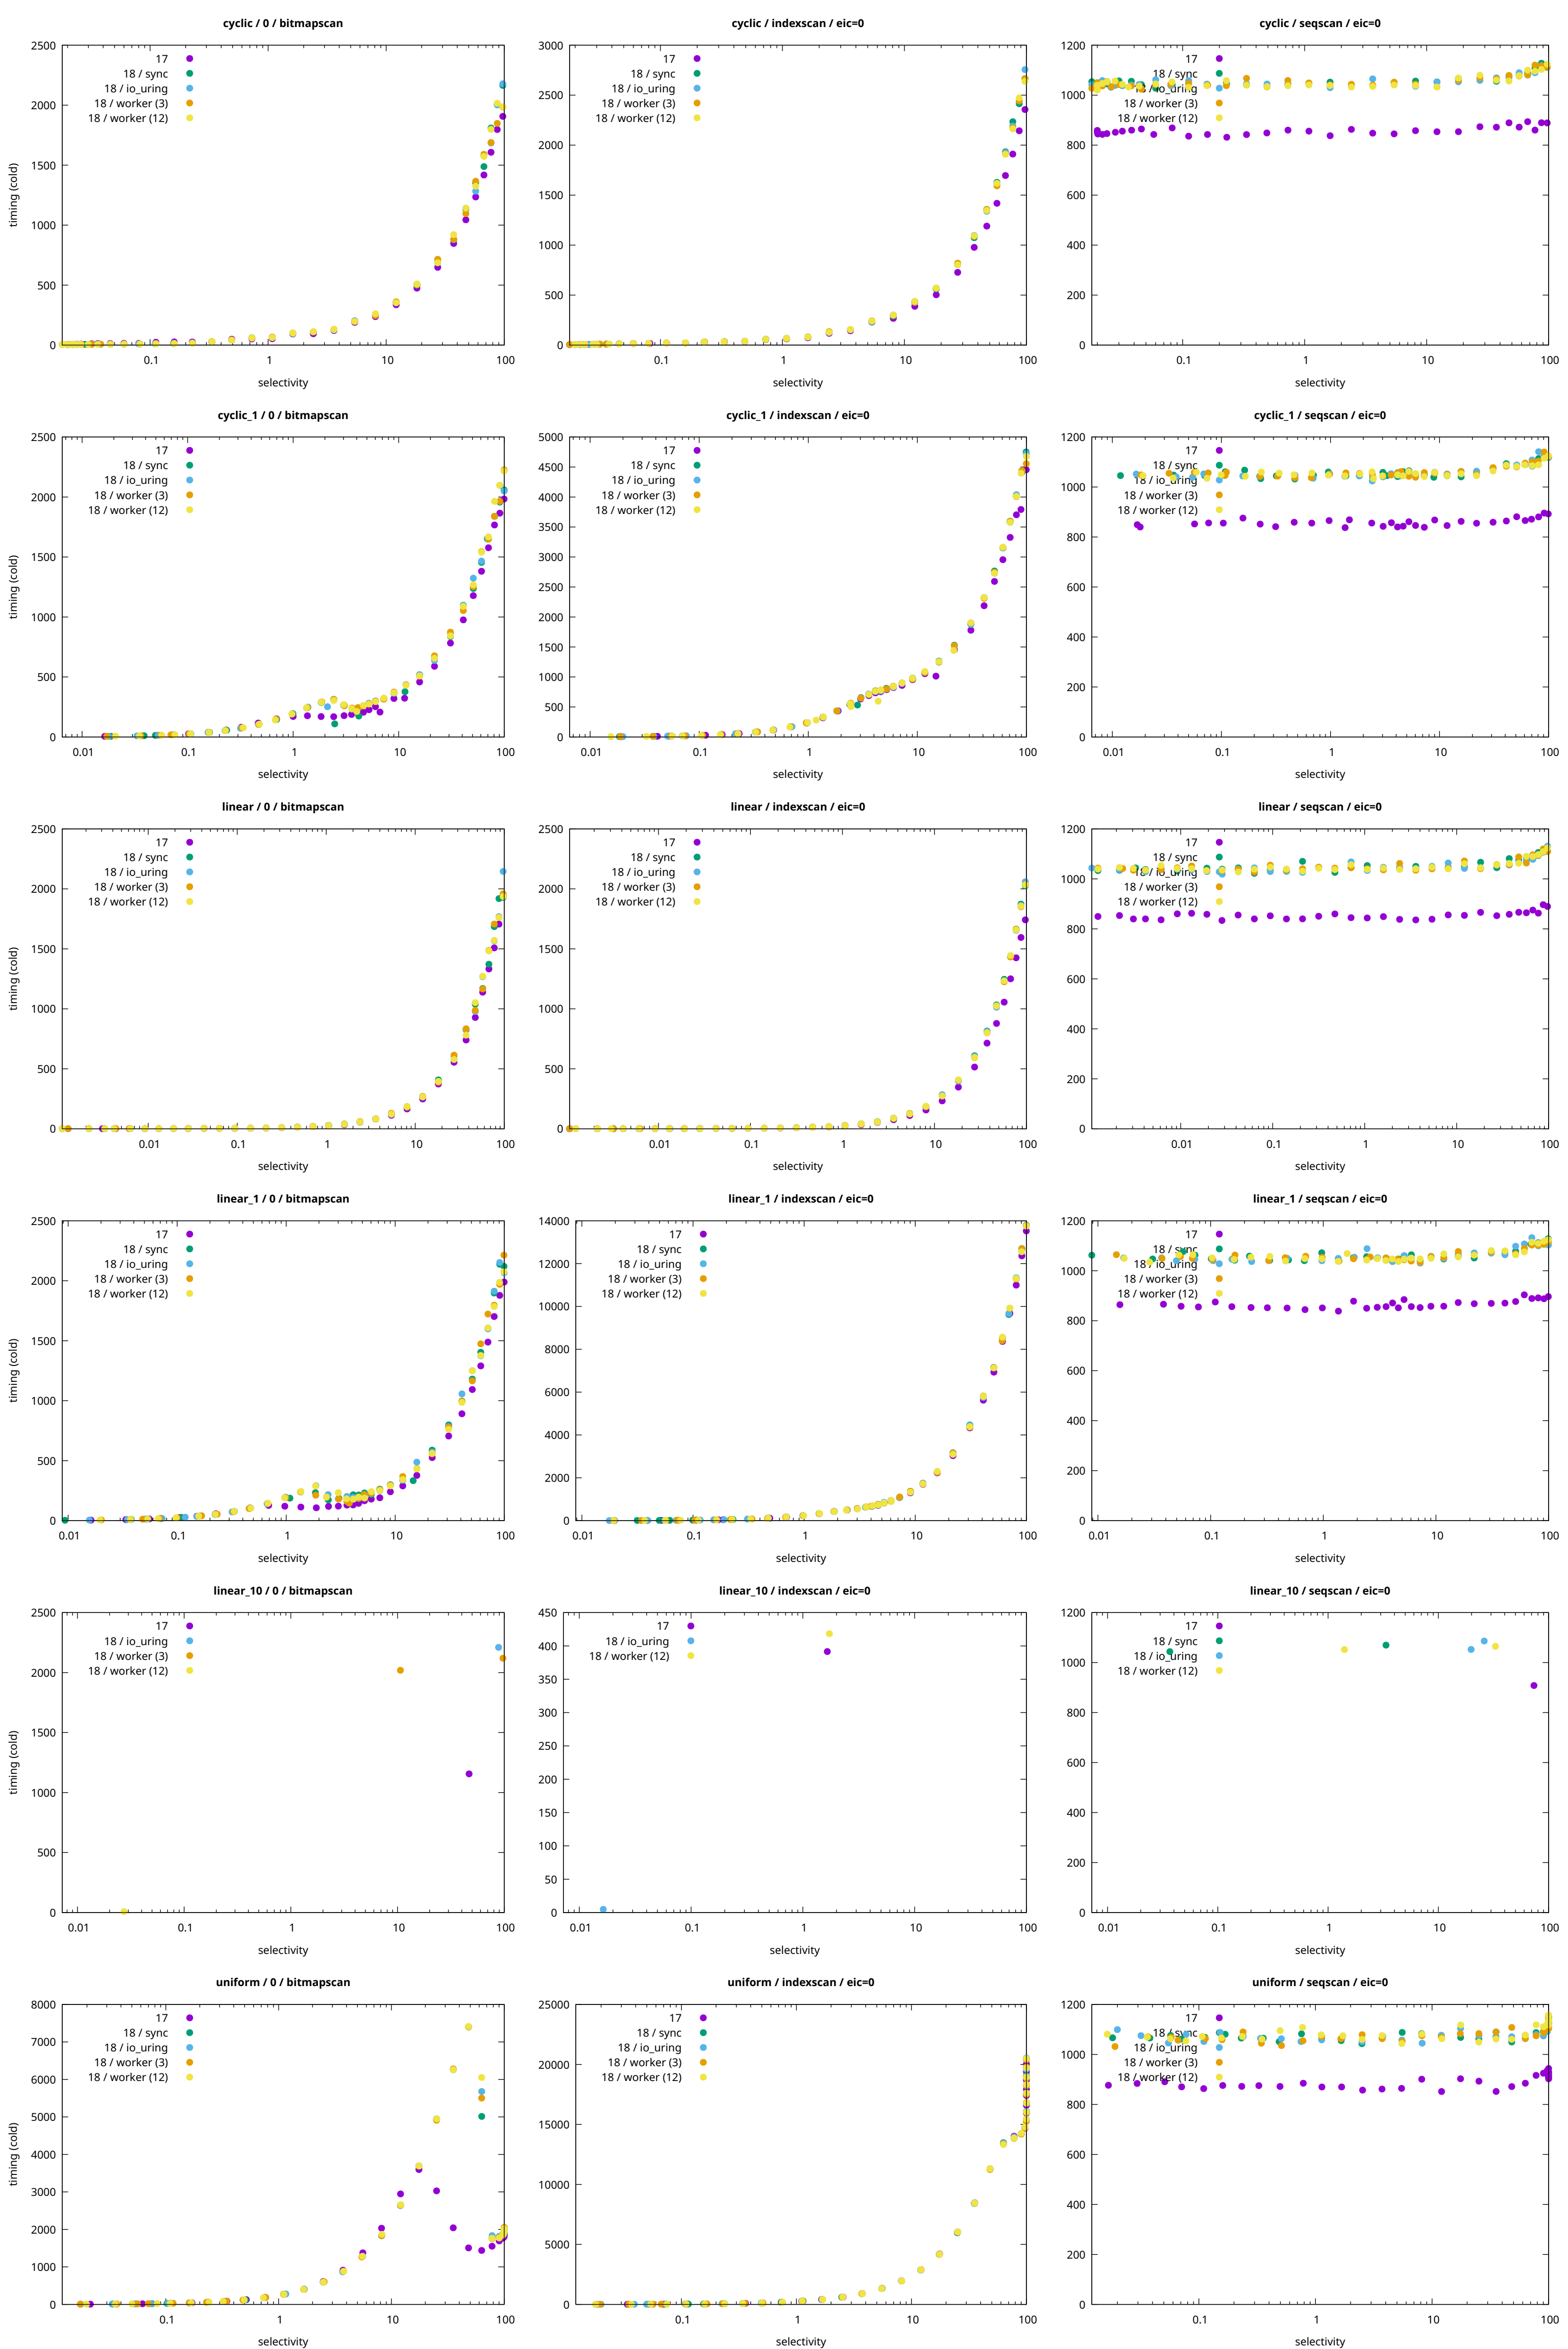 cyclic / 0 / bitmapscan
2500
2000
1500
1000
500
0
17
18 / sync
18 / io_uring
18 / worker (3)
18 / worker (12)
timing (cold)
0.1 1 10 100
selectivity
cyclic / indexscan / eic=0
3000
2500
2000
1500
1000
500
0
17
18 / sync
18 / io_uring
18 / worker (3)
18 / worker (12)
0.1 1 10 100
selectivity
cyclic / seqscan / eic=0
1200
1000
800
600
400
200
0
17
18 / sync
18 / io_uring
18 / worker (3)
18 / worker (12)
0.1 1 10 100
selectivity
cyclic_1 / 0 / bitmapscan
2500
2000
1500
1000
500
0
17
18 / sync
18 / io_uring
18 / worker (3)
18 / worker (12)
timing (cold)
0.01 0.1 1 10 100
selectivity
cyclic_1 / indexscan / eic=0
5000
4500
4000
3500
3000
2500
2000
1500
1000
500
0
17
18 / sync
18 / io_uring
18 / worker (3)
18 / worker (12)
0.01 0.1 1 10 100
selectivity
cyclic_1 / seqscan / eic=0
1200
1000
800
600
400
200
0
17
18 / sync
18 / io_uring
18 / worker (3)
18 / worker (12)
0.01 0.1 1 10 100
selectivity
linear / 0 / bitmapscan
2500
2000
1500
1000
500
0
17
18 / sync
18 / io_uring
18 / worker (3)
18 / worker (12)
timing (cold)
0.01 0.1 1 10 100
selectivity
linear / indexscan / eic=0
2500
2000
1500
1000
500
0
17
18 / sync
18 / io_uring
18 / worker (3)
18 / worker (12)
0.01 0.1 1 10 100
selectivity
linear / seqscan / eic=0
1200
1000
800
600
400
200
0
17
18 / sync
18 / io_uring
18 / worker (3)
18 / worker (12)
0.01 0.1 1 10 100
selectivity
linear_1 / 0 / bitmapscan
2500
2000
1500
1000
500
0
17
18 / sync
18 / io_uring
18 / worker (3)
18 / worker (12)
timing (cold)
0.01 0.1 1 10 100
selectivity
linear_1 / indexscan / eic=0
14000
12000
10000
8000
6000
4000
2000
0
17
18 / sync
18 / io_uring
18 / worker (3)
18 / worker (12)
0.01 0.1 1 10 100
selectivity
linear_1 / seqscan / eic=0
1200
1000
800
600
400
200
0
17
18 / sync
18 / io_uring
18 / worker (3)
18 / worker (12)
0.01 0.1 1 10 100
selectivity
linear_10 / 0 / bitmapscan
2500
2000
1500
1000
500
0
17
18 / io_uring
18 / worker (3)
18 / worker (12)
timing (cold)
0.01 0.1 1 10 100
selectivity
linear_10 / indexscan / eic=0
450
400
350
300
250
200
150
100
50
0
17
18 / io_uring
18 / worker (12)
0.01 0.1 1 10 100
selectivity
linear_10 / seqscan / eic=0
1200
1000
800
600
400
200
0
17
18 / sync
18 / io_uring
18 / worker (12)
0.01 0.1 1 10 100
selectivity
uniform / 0 / bitmapscan
8000
7000
6000
5000
4000
3000
2000
1000
0
17
18 / sync
18 / io_uring
18 / worker (3)
18 / worker (12)
timing (cold)
0.1 1 10 100
selectivity
uniform / indexscan / eic=0
25000
20000
15000
10000
5000
0
17
18 / sync
18 / io_uring
18 / worker (3)
18 / worker (12)
0.1 1 10 100
selectivity
uniform / seqscan / eic=0
1200
1000
800
600
400
200
0
17
18 / sync
18 / io_uring
18 / worker (3)
18 / worker (12)
0.1 1 10 100
selectivity